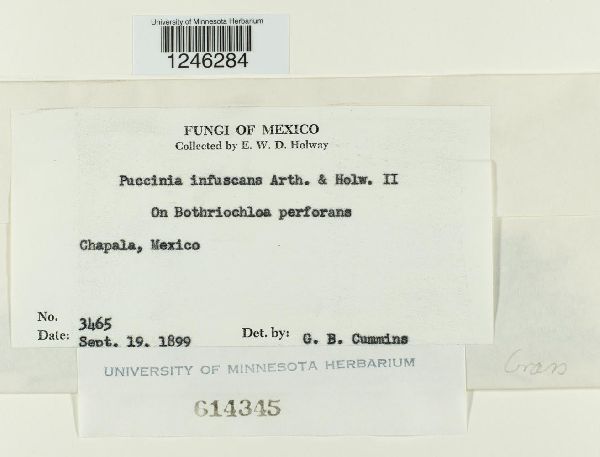 University of Minnesota Herbarium
1246284
FUNGI OF MEXICO
Collected by E. W. D. Holway
Puccinia infuscans Arth. & Holw. II
On Bothriochloa perforans
Chapala, Mexico
No. 3465
Date: Sept. 19. 1899
Det. by: G. B. Cummins
UNIVERSITY OF MINNESOTA HERBARIUM
614345
Grass